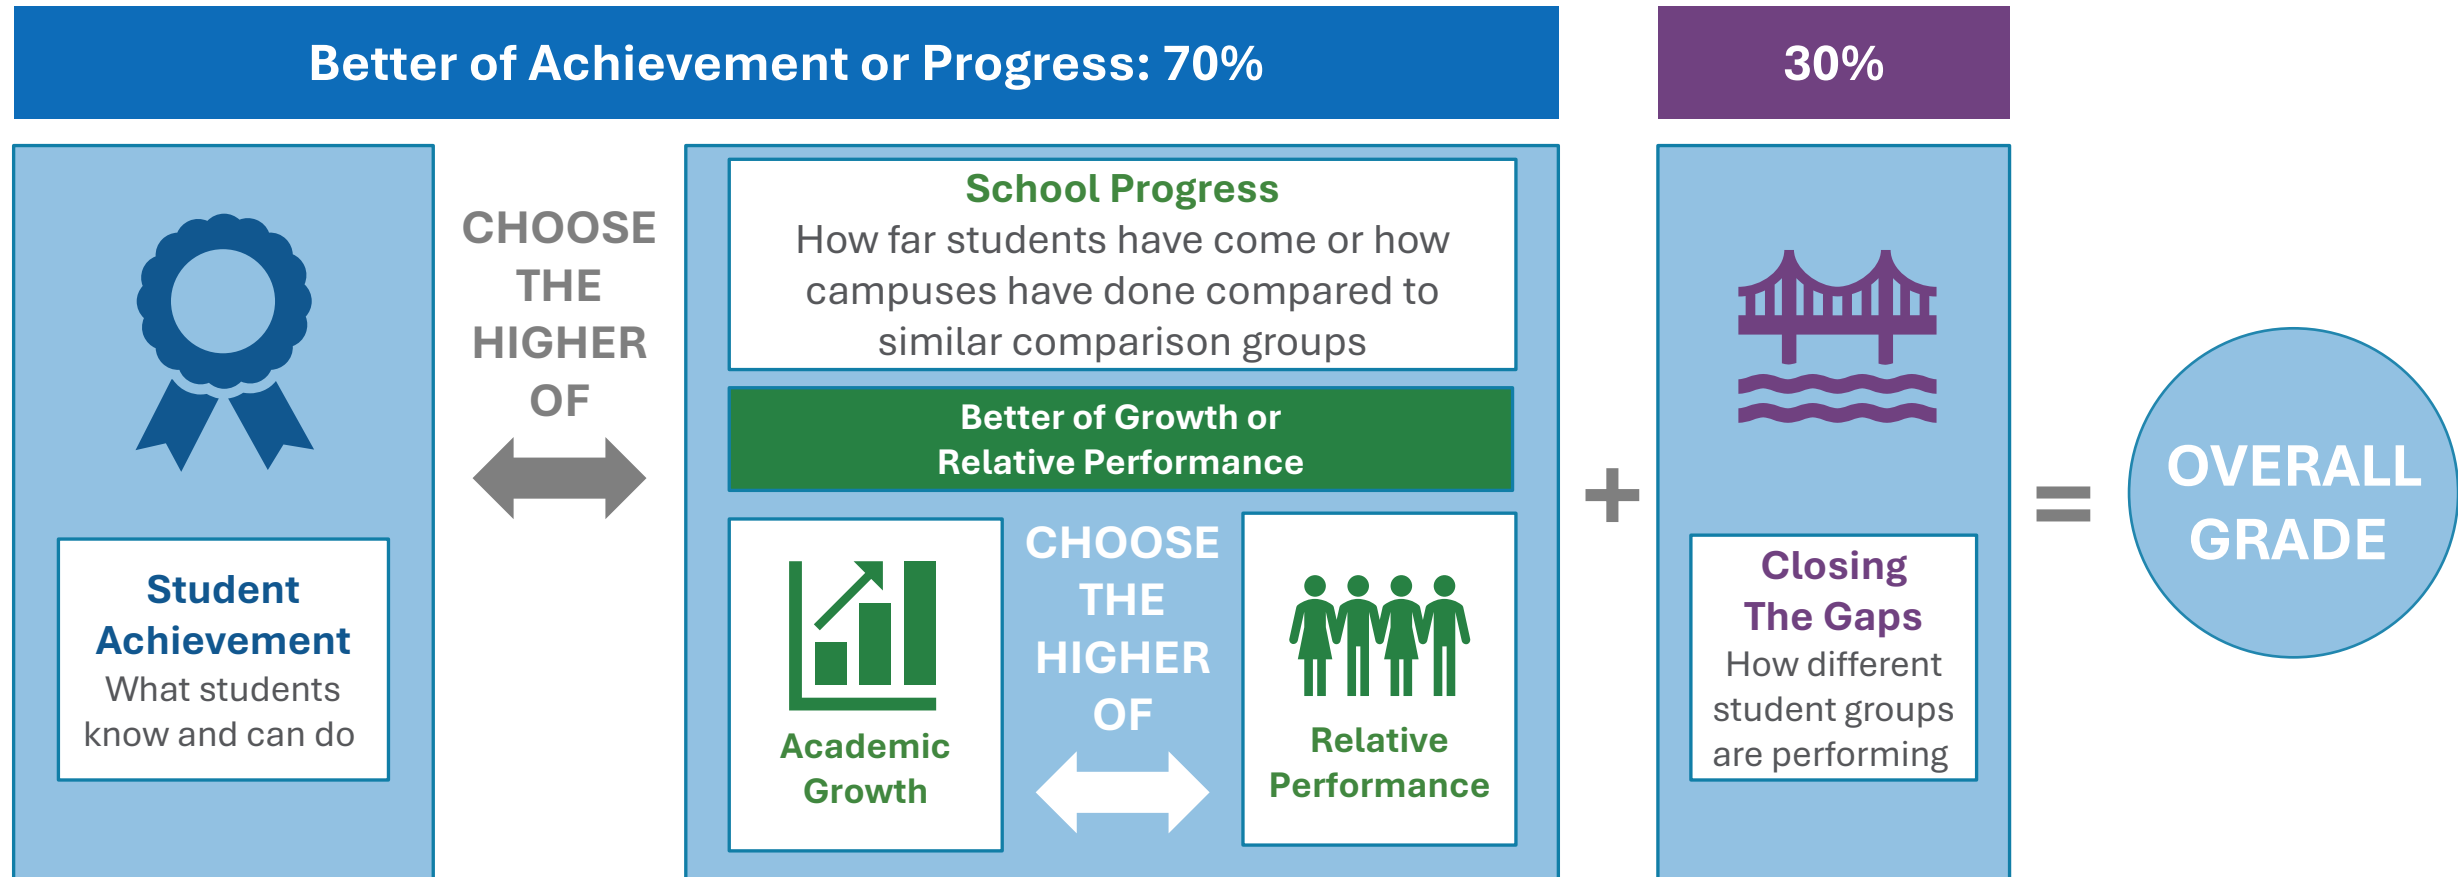 Better of Achievement or Progress: 70%
30%
Student
Achievement
What students
know and can do
CHOOSE
THE
HIGHER
OF
School Progress
How far students have come or how
campuses have done compared to
similar comparison groups
Better of Growth or
Relative Performance
Academic
Growth
CHOOSE
THE
HIGHER
OF
Relative
Performance
+
Closing
The Gaps
How different
student groups
are performing
=
OVERALL
GRADE